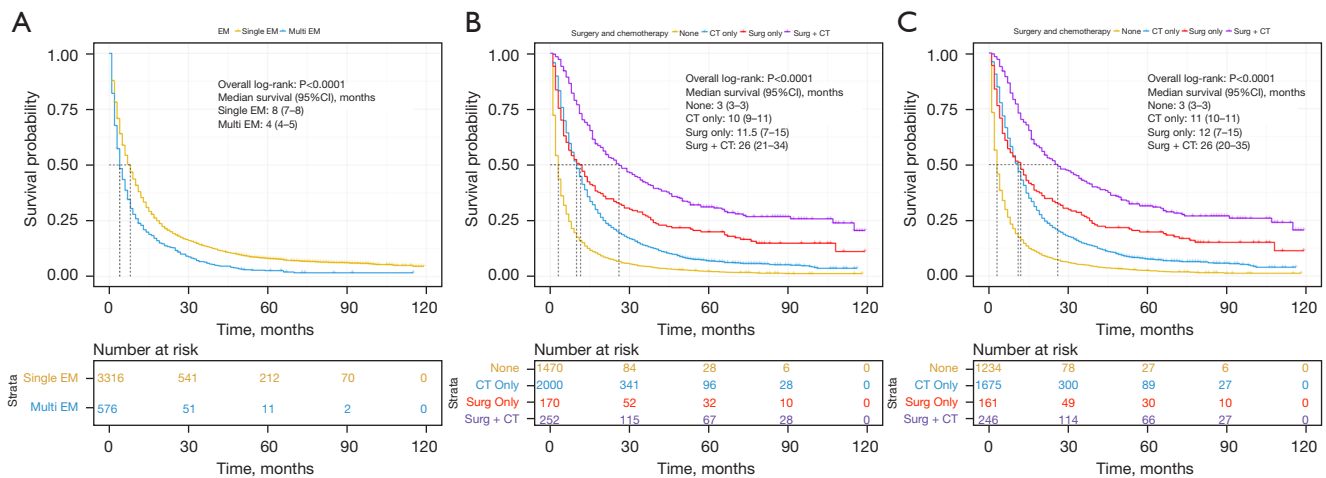 A
EM Single EM Multi EM
1.00
0.75
0.50
0.25
0.00
Survival probability
Overall log-rank: P<0.0001
Median survival (95%CI), months
Single EM: 8 (7–8)
Multi EM: 4 (4–5)
0 30 60 90 120
Time, months
Number at risk
Strata
Single EM 3316 541 212 70 0
Multi EM 576 51 11 2 0
0 30 60 90 120
Time, months
B
Surgery and chemotherapy None CT only Surg only Surg + CT
1.00
0.75
0.50
0.25
0.00
Survival probability
Overall log-rank: P<0.0001
Median survival (95%CI), months
None: 3 (3–3)
CT only: 10 (9–11)
Surg only: 11.5 (7–15)
Surg + CT: 26 (21–34)
0 30 60 90 120
Time, months
Number at risk
Strata
None 1470 84 28 6 0
CT Only 2000 341 96 28 0
Surg Only 170 52 32 10 0
Surg + CT 252 115 67 28 0
0 30 60 90 120
Time, months
C
Surgery and chemotherapy None CT only Surg only Surg + CT
1.00
0.75
0.50
0.25
0.00
Survival probability
Overall log-rank: P<0.0001
Median survival (95%CI), months
None: 3 (3–3)
CT only: 11 (10–11)
Surg only: 12 (7–15)
Surg + CT: 26 (20–35)
0 30 60 90 120
Time, months
Number at risk
Strata
None 1234 78 27 6 0
CT Only 1675 300 89 27 0
Surg Only 161 49 30 10 0
Surg + CT 246 114 66 27 0
0 30 60 90 120
Time, months